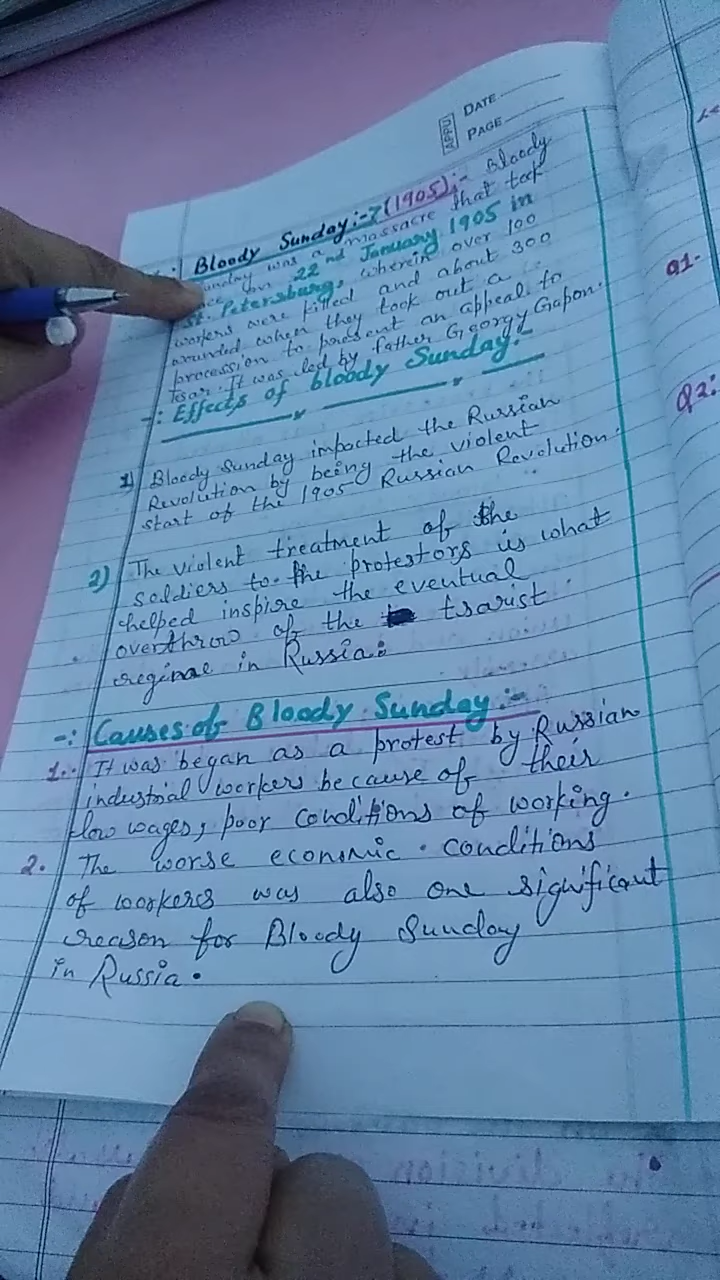 APPU
DATE
PAGE
Bloody Sunday:-7(1905):- Bloody
Sunday was a massacre that took
on 22nd January 1905 in
St. Petersburg, wherein over 100
workers were killed and about 300
wounded when they took out a
procession to present an appeal to
Tsar. It was led by father Georgy Gapon.
-: Effects of bloody Sunday:-
1) Bloody Sunday impacted the Russian
Revolution by being the violent
start of the 1905 Russian Revolution.
2) The violent treatment of the
soldiers to the protestors is what
helped inspire the eventual
overthrow of the tsarist
regime in Russia.
-: Causes of Bloody Sunday:-
1. It was began as a protest by Russian
industrial workers because of their
low wages, poor conditions of working.
2. The worse economic conditions
of workers was also one significant
reason for Bloody Sunday
in Russia.
Q1.
Q2: